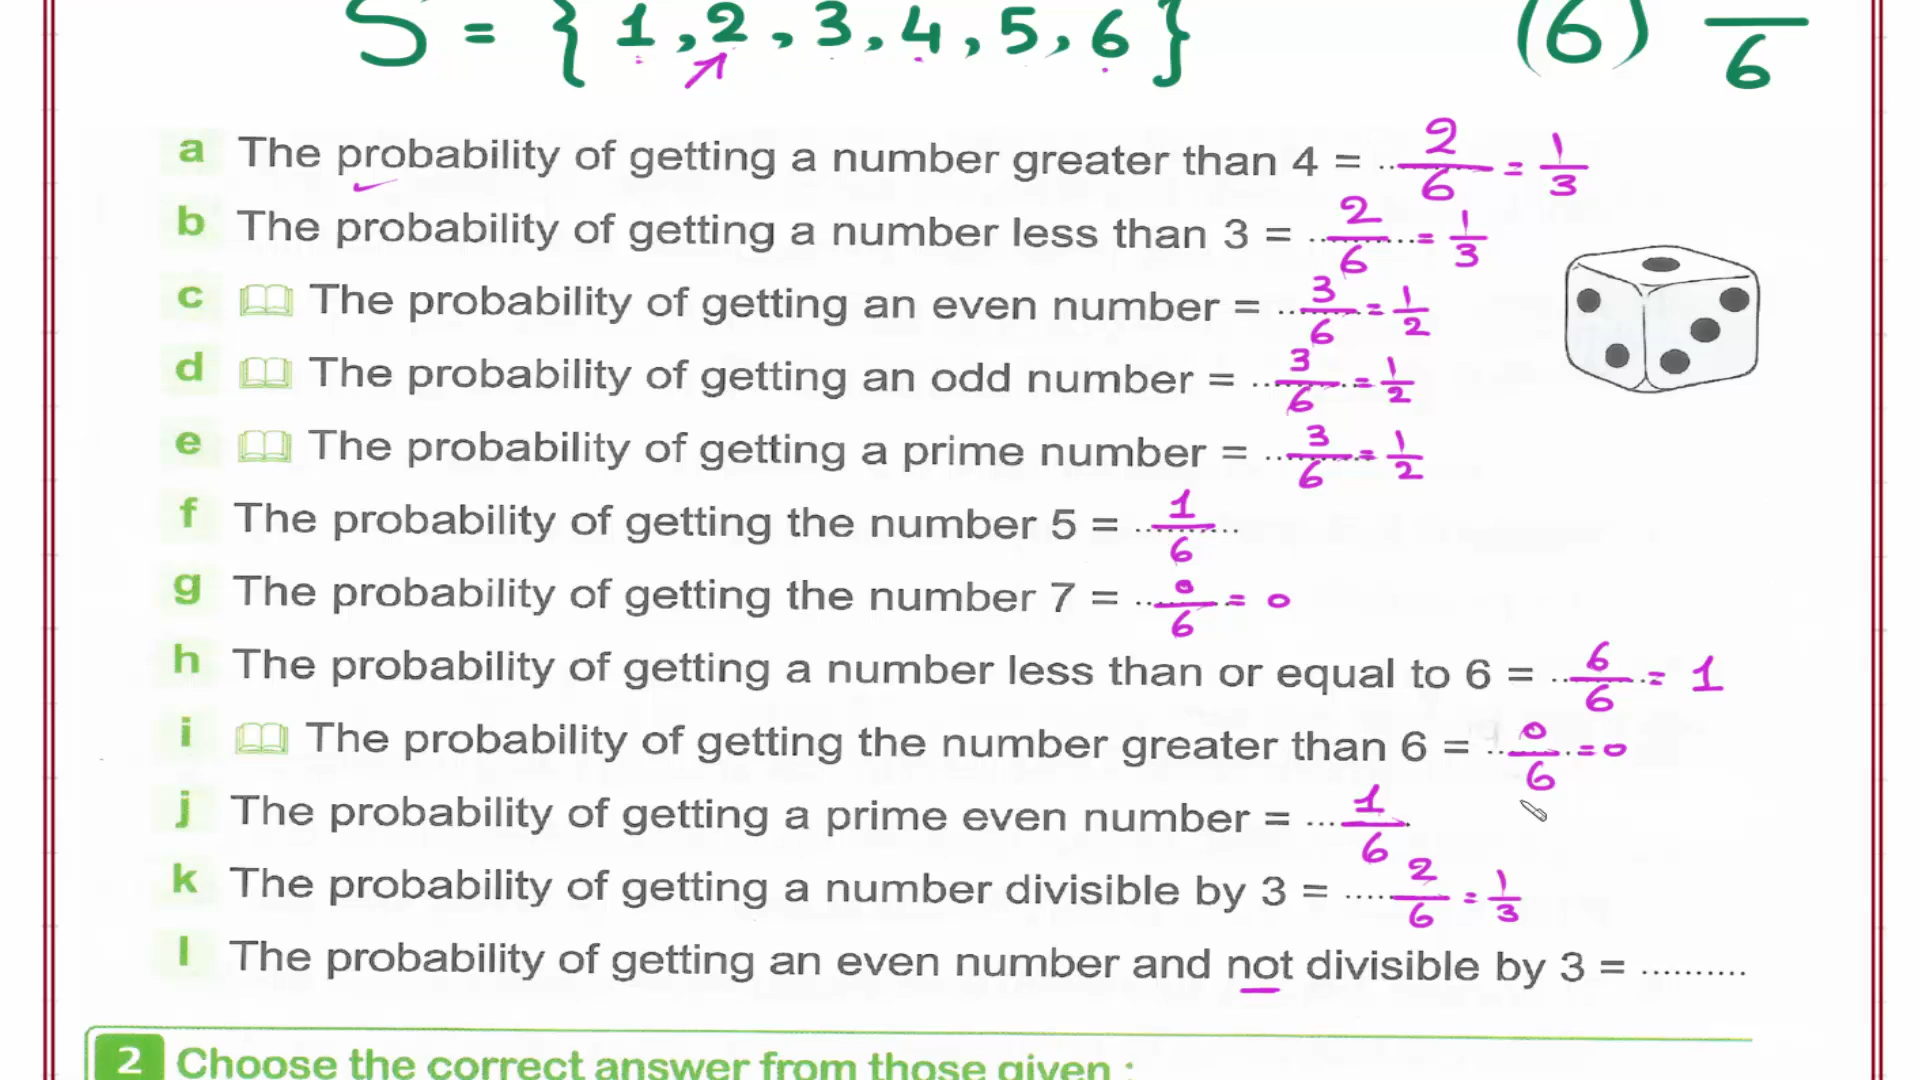 S = { 1 , 2 , 3 , 4 , 5 , 6 } (6) — 6
a The probability of getting a number greater than 4 = ...2/6 = 1/3
b The probability of getting a number less than 3 = ...2/6... = 1/3
c The probability of getting an even number = ...3/6 = 1/2
d The probability of getting an odd number = ...3/6 = 1/2
e The probability of getting a prime number = ...3/6 = 1/2
f The probability of getting the number 5 = ...1/6...
g The probability of getting the number 7 = ...0/6 = 0
h The probability of getting a number less than or equal to 6 = ...6/6 = 1
i The probability of getting the number greater than 6 = ...0/6 = 0
j The probability of getting a prime even number = ...1/6
k The probability of getting a number divisible by 3 = ...2/6 = 1/3
l The probability of getting an even number and not divisible by 3 = ..........
2 Choose the correct answer from those given :